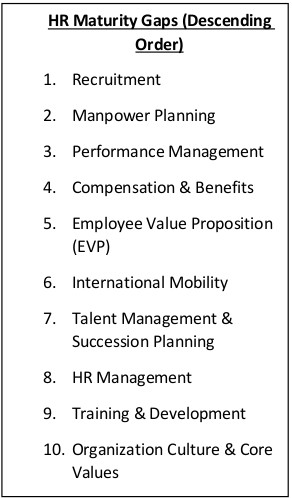 HR Maturity Gaps (Descending
Order)
1. Recruitment
2. Manpower Planning
3. Performance Management
4. Compensation & Benefits
5. Employee Value Proposition
(EVP)
6. International Mobility
7. Talent Management &
Succession Planning
8. HR Management
9. Training & Development
10. Organization Culture & Core
Values